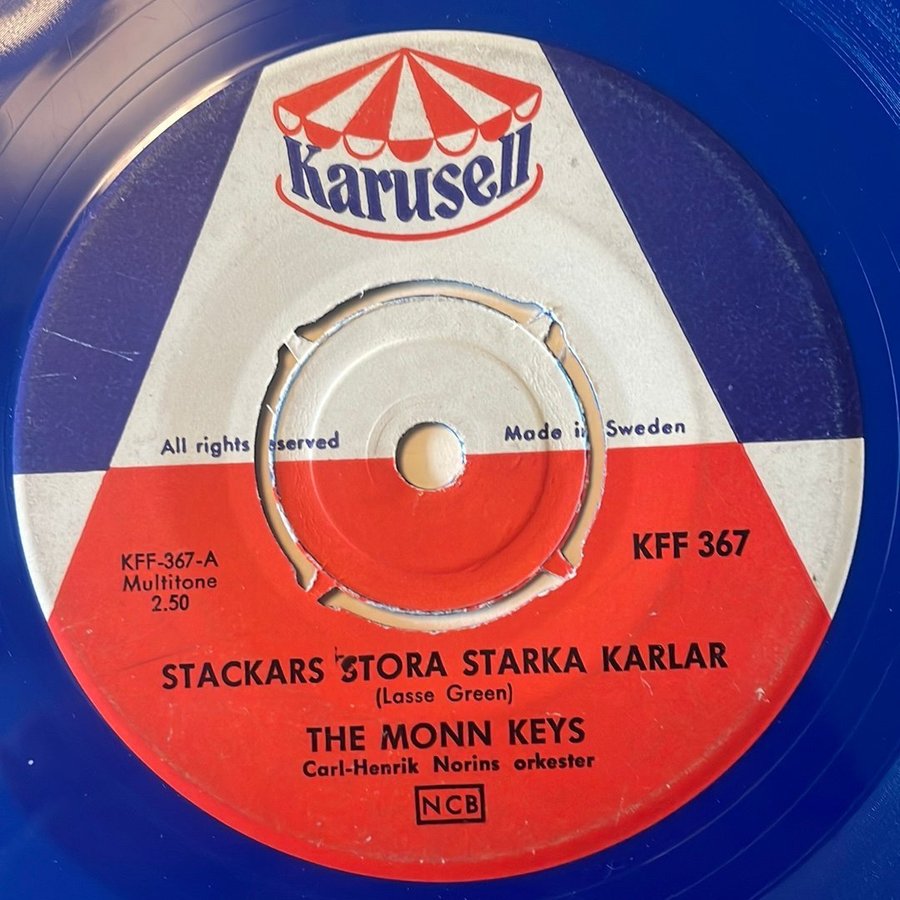 Karusell
All rights eserved
Made in Sweden
KFF-367-A
Multitone
2.50
KFF 367
STACKARS STORA STARKA KARLAR
(Lasse Green)
THE MONN KEYS
Carl-Henrik Norins orkester
NCB